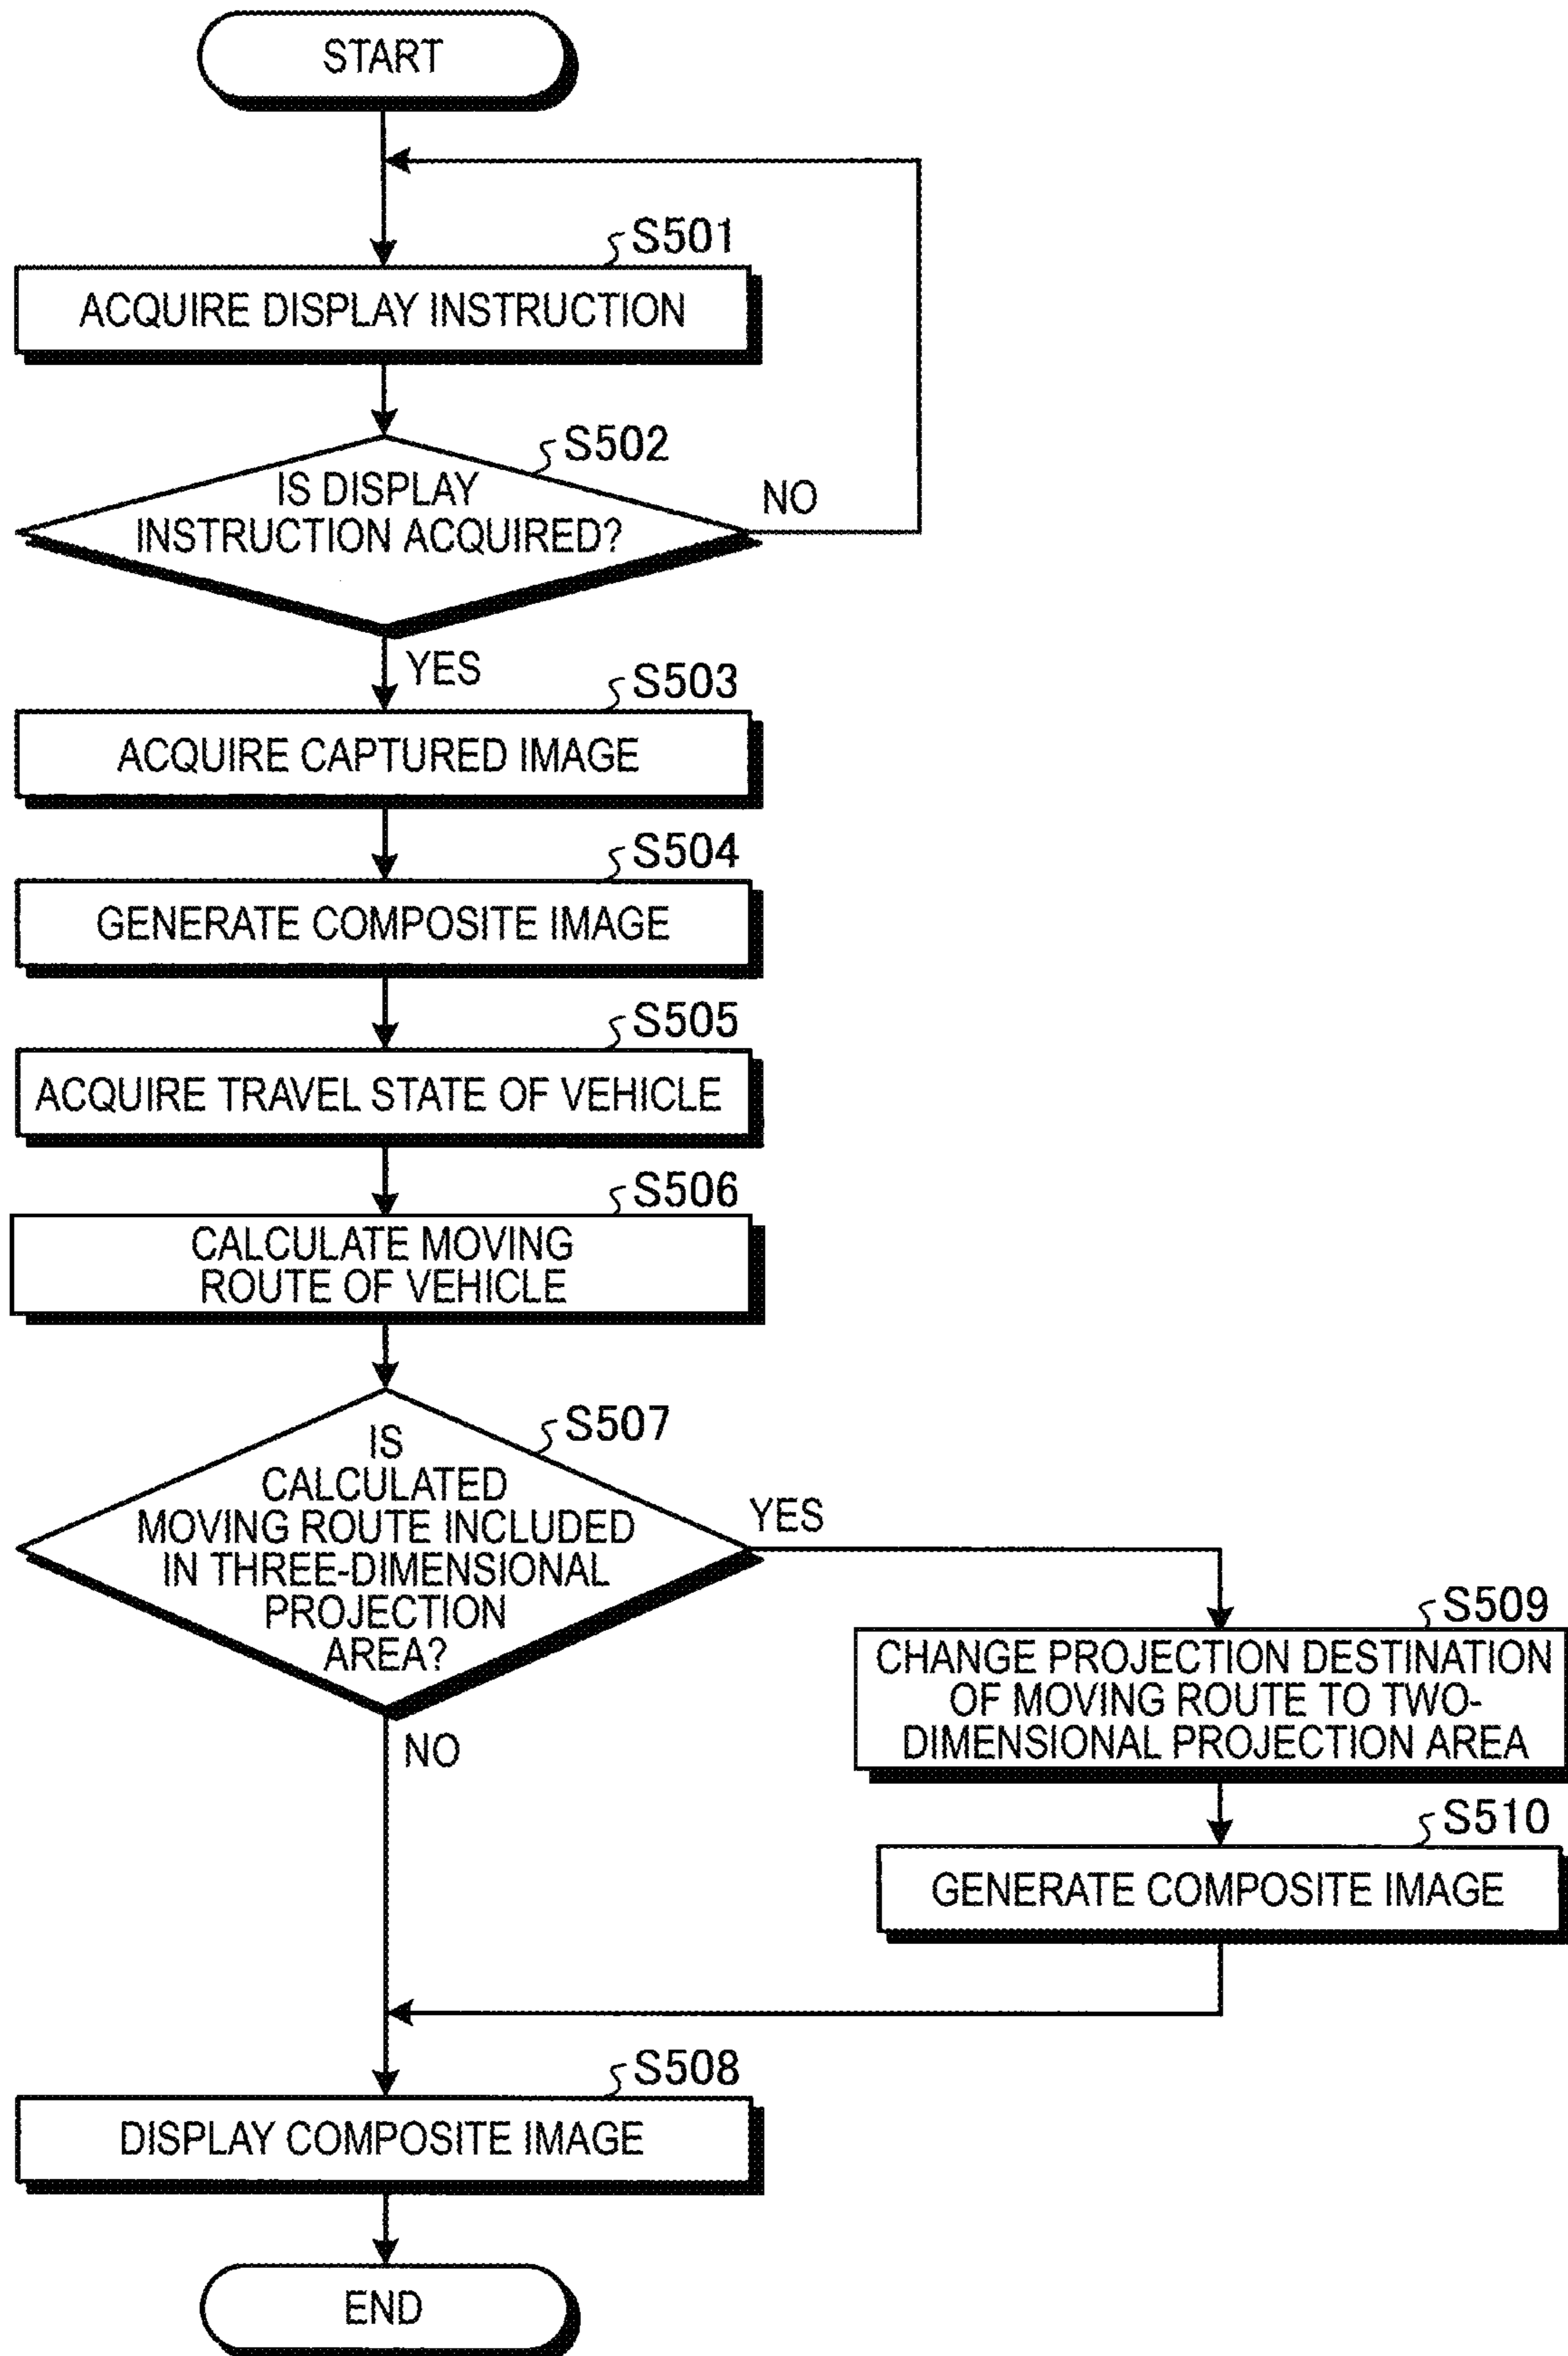 START
S501
ACQUIRE DISPLAY INSTRUCTION
S502
IS DISPLAY
INSTRUCTION ACQUIRED?
NO
YES
S503
ACQUIRE CAPTURED IMAGE
S504
GENERATE COMPOSITE IMAGE
S505
ACQUIRE TRAVEL STATE OF VEHICLE
S506
CALCULATE MOVING
ROUTE OF VEHICLE
S507
IS
CALCULATED
MOVING ROUTE INCLUDED
IN THREE-DIMENSIONAL
PROJECTION
AREA?
YES
NO
S509
CHANGE PROJECTION DESTINATION
OF MOVING ROUTE TO TWO-
DIMENSIONAL PROJECTION AREA
S510
GENERATE COMPOSITE IMAGE
S508
DISPLAY COMPOSITE IMAGE
END